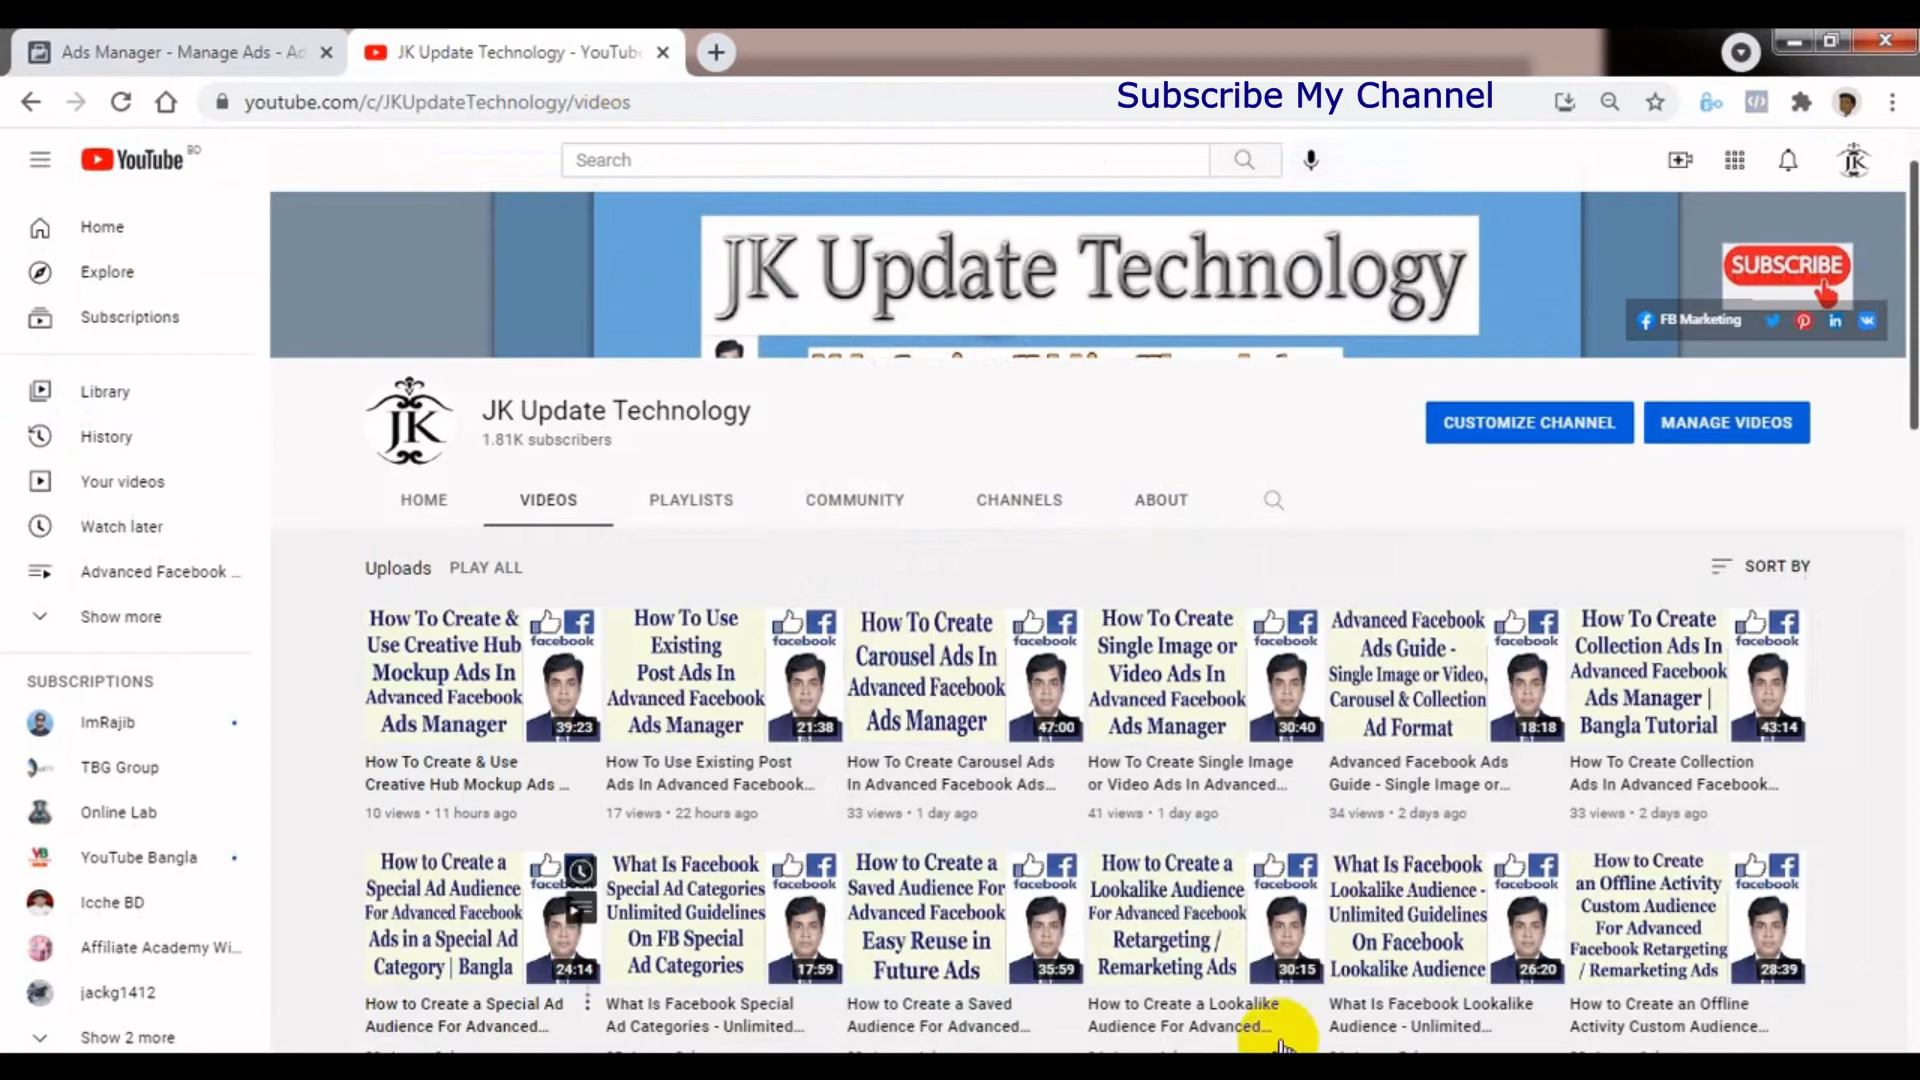 Ads Manager - Manage Ads - Ad
JK Update Technology - YouTube
youtube.com/c/JKUpdateTechnology/videos
Subscribe My Channel
YouTube BD
Search
JK
Home
Explore
Subscriptions
Library
History
Your videos
Watch later
Advanced Facebook ...
Show more
SUBSCRIPTIONS
ImRajib
TBG Group
Online Lab
YouTube Bangla
Icche BD
Affiliate Academy Wi...
jackg1412
Show 2 more
JK Update Technology
SUBSCRIBE
FB Marketing
JK
JK Update Technology
1.81K subscribers
CUSTOMIZE CHANNEL
MANAGE VIDEOS
HOME VIDEOS PLAYLISTS COMMUNITY CHANNELS ABOUT
Uploads PLAY ALL
SORT BY
How To Create &
Use Creative Hub
Mockup Ads In
Advanced Facebook
Ads Manager
facebook
39:23
How To Create & Use
Creative Hub Mockup Ads ...
10 views • 11 hours ago
How To Use
Existing
Post Ads In
Advanced Facebook
Ads Manager
facebook
21:38
How To Use Existing Post
Ads In Advanced Facebook...
17 views • 22 hours ago
How To Create
Carousel Ads In
Advanced Facebook
Ads Manager
facebook
47:00
How To Create Carousel Ads
In Advanced Facebook Ads...
33 views • 1 day ago
How To Create
Single Image or
Video Ads In
Advanced Facebook
Ads Manager
facebook
30:40
How To Create Single Image
or Video Ads In Advanced...
41 views • 1 day ago
Advanced Facebook
Ads Guide -
Single Image or Video,
Carousel & Collection
Ad Format
facebook
18:18
Advanced Facebook Ads
Guide - Single Image or...
34 views • 2 days ago
How To Create
Collection Ads In
Advanced Facebook
Ads Manager |
Bangla Tutorial
facebook
43:14
How To Create Collection
Ads In Advanced Facebook...
33 views • 2 days ago
How to Create a
Special Ad Audience
For Advanced Facebook
Ads in a Special Ad
Category | Bangla
24:14
How to Create a Special Ad
Audience For Advanced...
What Is Facebook
Special Ad Categories
Unlimited Guidelines
On FB Special
Ad Categories
facebook
17:59
What Is Facebook Special
Ad Categories - Unlimited...
How to Create a
Saved Audience For
Advanced Facebook
Easy Reuse in
Future Ads
facebook
35:59
How to Create a Saved
Audience For Advanced...
How to Create a
Lookalike Audience
For Advanced Facebook
Retargeting /
Remarketing Ads
facebook
30:15
How to Create a Lookalike
Audience For Advanced...
What Is Facebook
Lookalike Audience -
Unlimited Guidelines
On Facebook
Lookalike Audience
facebook
26:20
What Is Facebook Lookalike
Audience - Unlimited...
How to Create
an Offline Activity
Custom Audience
For Advanced
Facebook Retargeting
/ Remarketing Ads
facebook
28:39
How to Create an Offline
Activity Custom Audience...